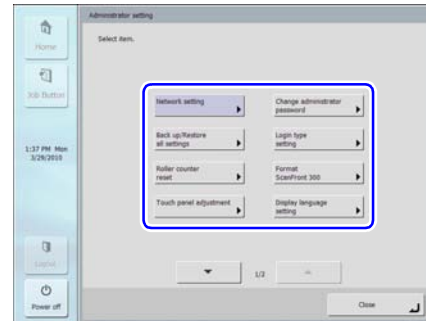 Administrator setting
Select item.
Home
Job Button
1:37 PM Mon
3/29/2010
Logout
Power off
Network setting
Change administrator
password
Back up/Restore
all settings
Login type
setting
Roller counter
reset
Format
ScanFront 300
Touch panel adjustment
Display language
setting
1/2
Close